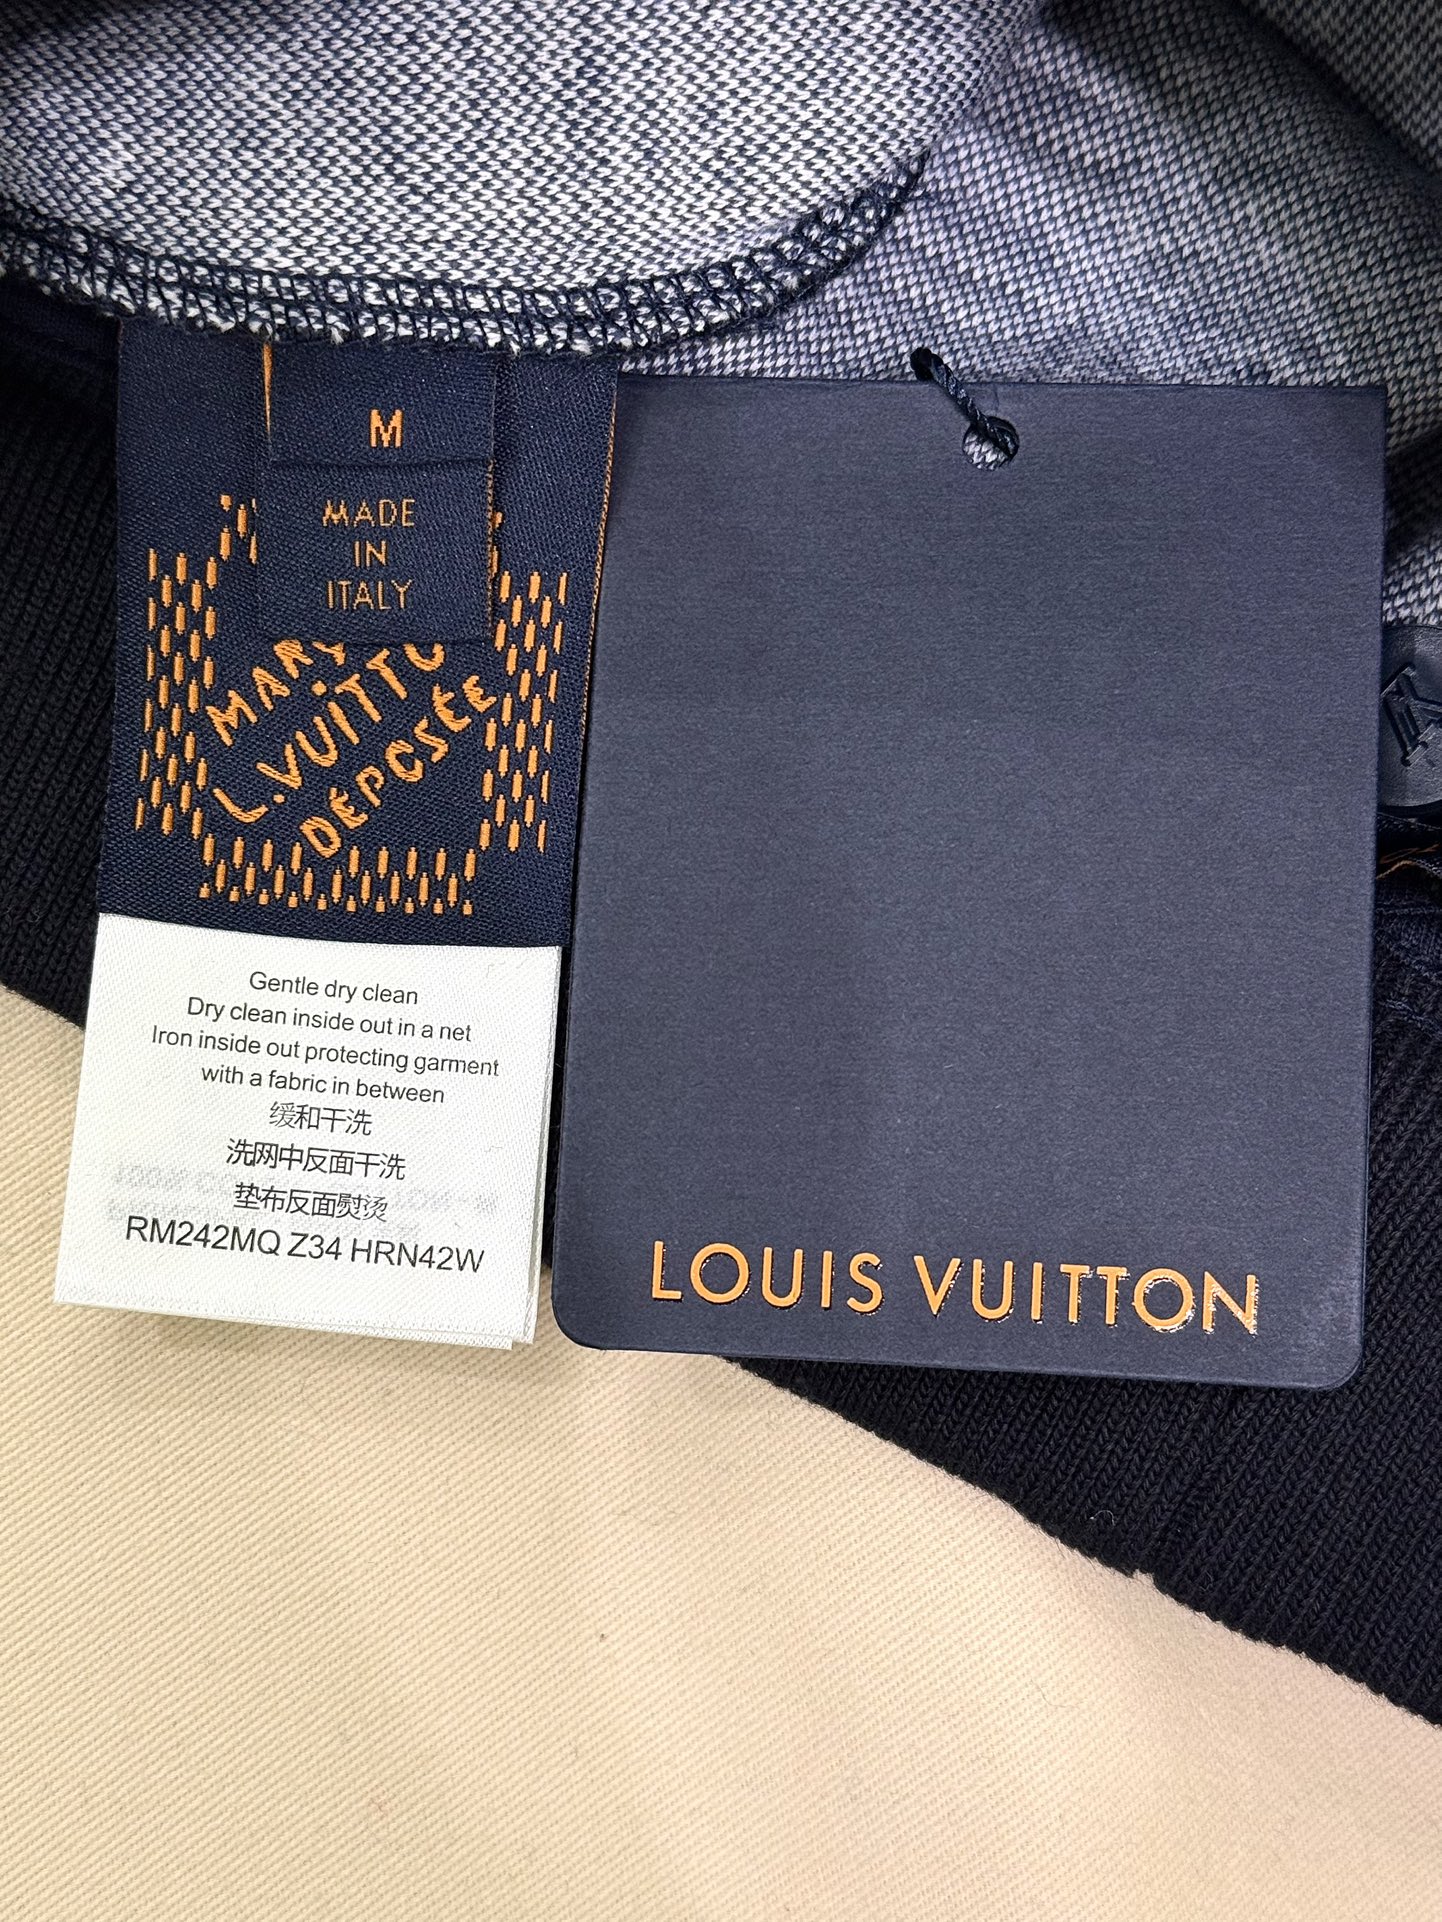 M
MADE
IN
ITALY
L.VUITTO
DÉPOSÉE
Gentle dry clean
Dry clean inside out in a net
Iron inside out protecting garment
with a fabric in between
缓和干洗
洗网中反面干洗
垫布反面熨烫
RM242MQ Z34 HRN42W
LOUIS VUITTON